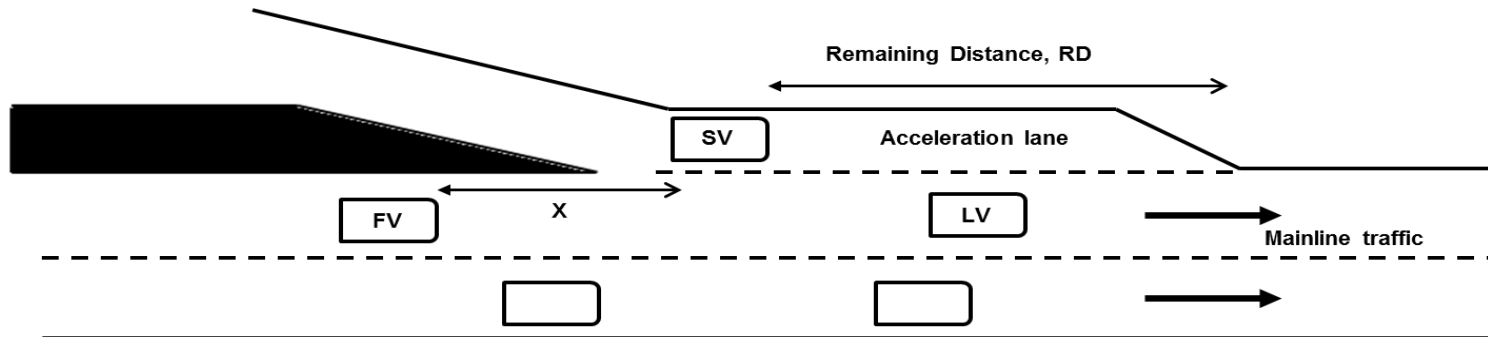 Remaining Distance, RD
SV
Acceleration lane
X
FV
LV
Mainline traffic